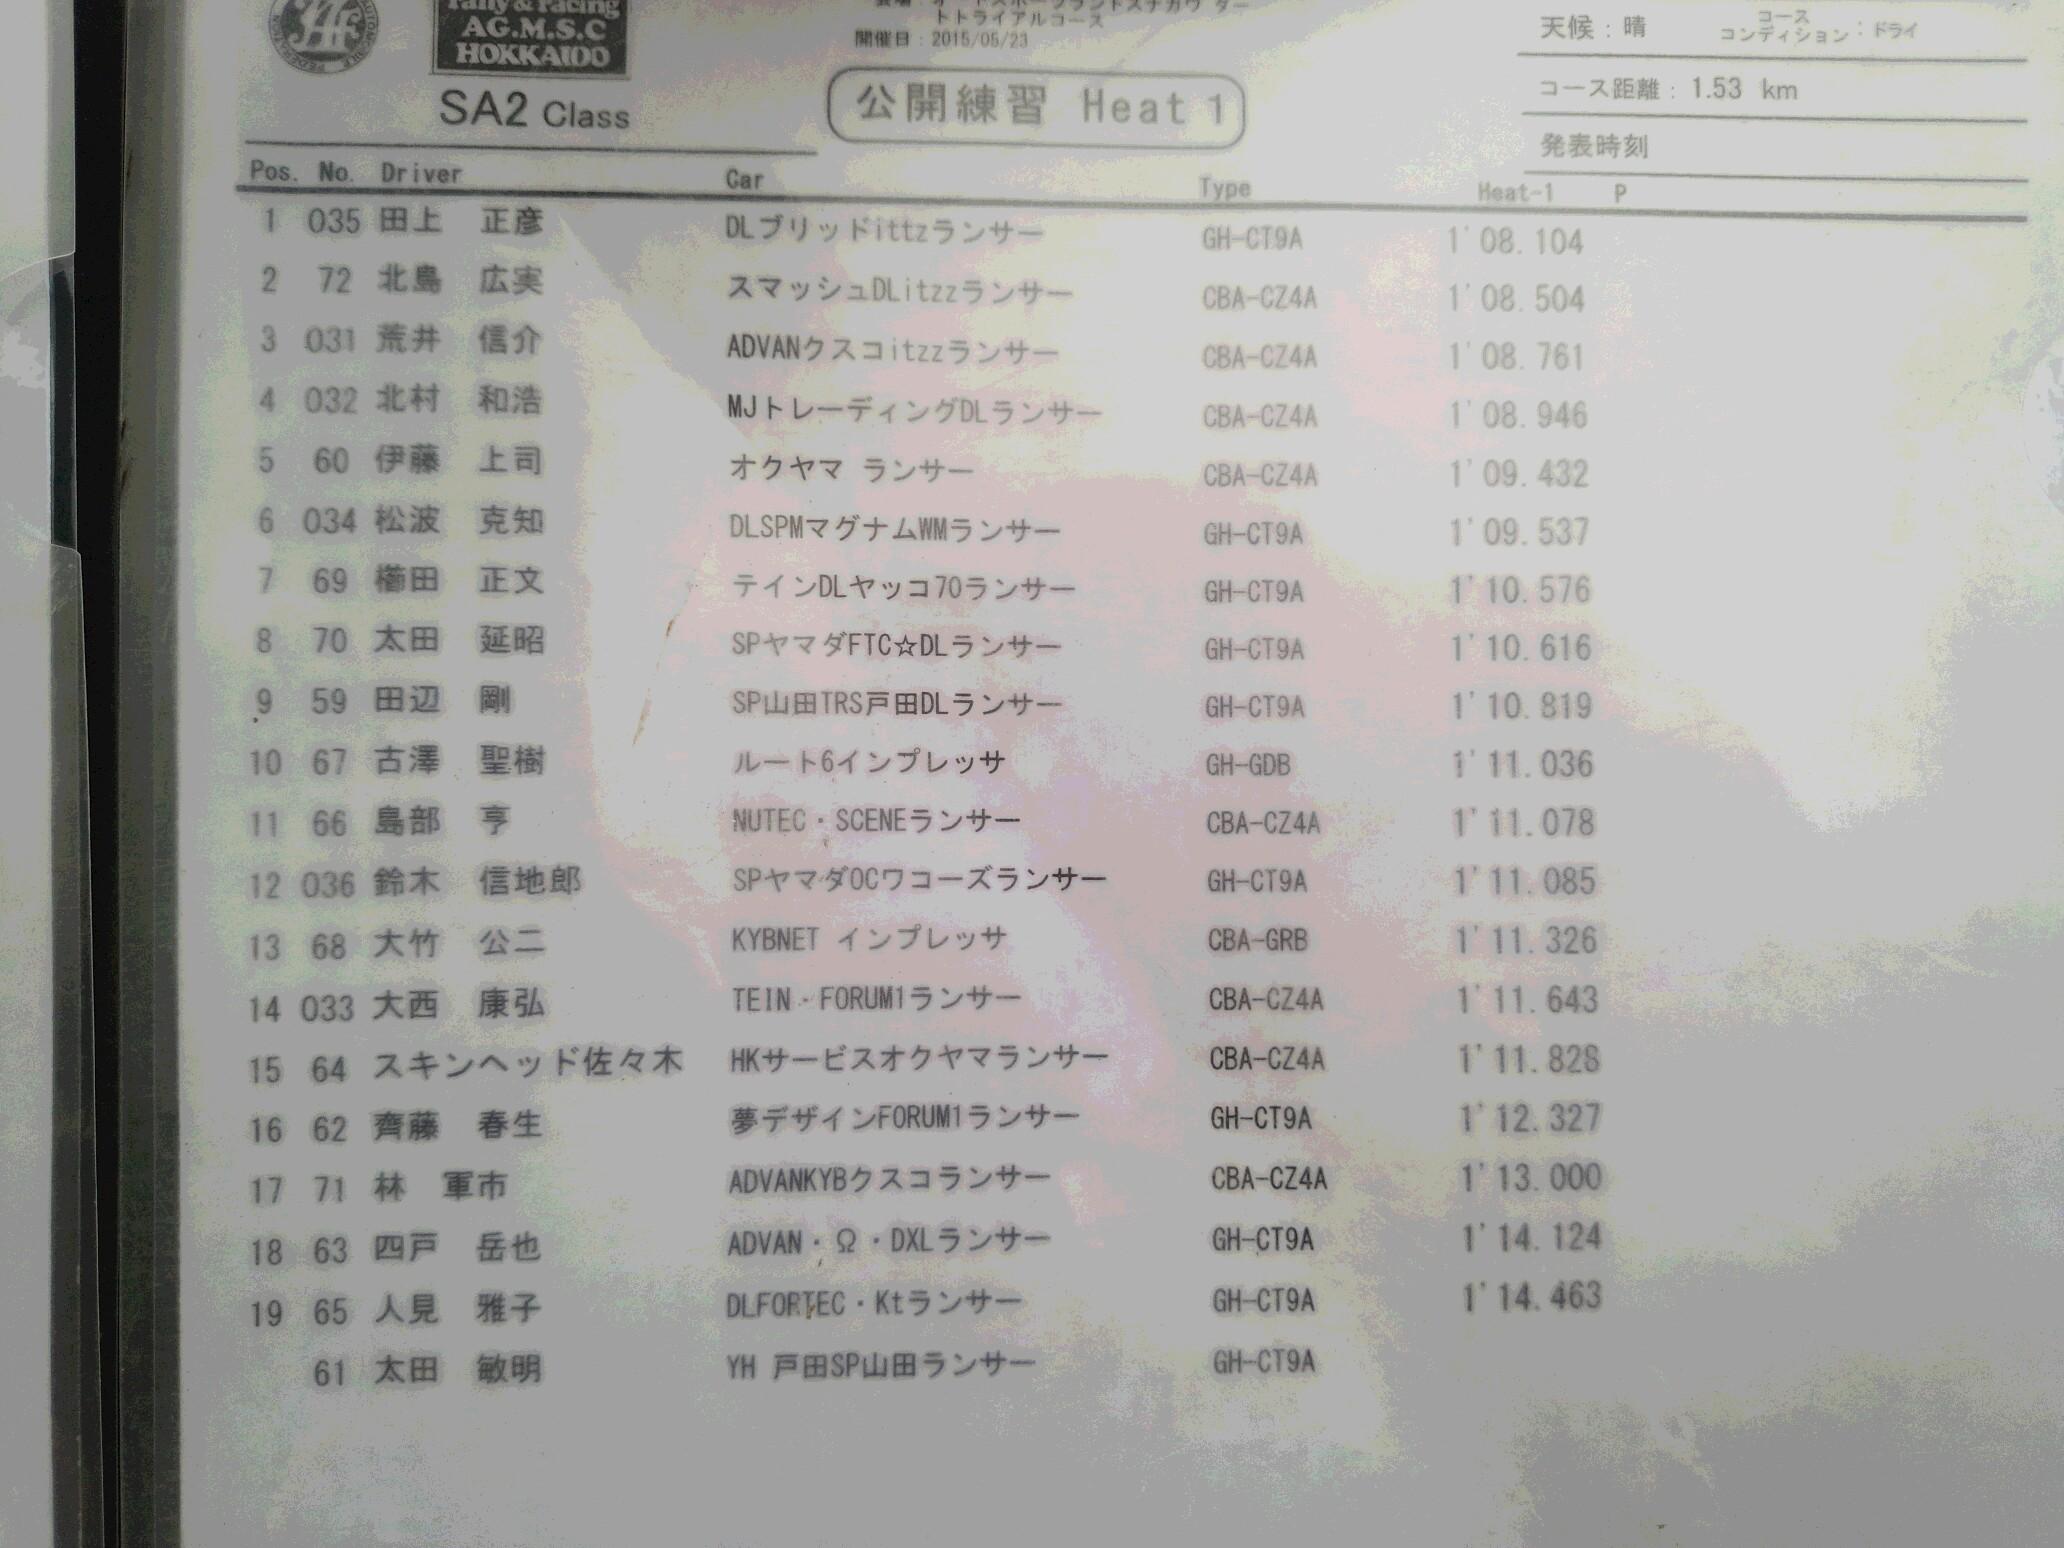 rally & racing
AG.M.S.C
HOKKAIDO
トトライアルコース
開催日：2015/05/23
天候：晴 コースコンディション：ドライ
SA2 Class
公開練習 Heat 1
コース距離：1.53 km
発表時刻
Pos. No. Driver Car Type Heat-1 P
1 035 田上 正彦 DLブリッドittzランサー GH-CT9A 1'08.104
2 72 北島 広実 スマッシュDLitzzランサー CBA-CZ4A 1'08.504
3 031 荒井 信介 ADVANクスコitzzランサー CBA-CZ4A 1'08.761
4 032 北村 和浩 MJトレーディングDLランサー CBA-CZ4A 1'08.946
5 60 伊藤 上司 オクヤマ ランサー CBA-CZ4A 1'09.432
6 034 松波 克知 DLSPMマグナムWMランサー GH-CT9A 1'09.537
7 69 櫛田 正文 テインDLヤッコ70ランサー GH-CT9A 1'10.576
8 70 太田 延昭 SPヤマダFTC☆DLランサー GH-CT9A 1'10.616
9 59 田辺 剛 SP山田TRS戸田DLランサー GH-CT9A 1'10.819
10 67 古澤 聖樹 ルート6インプレッサ GH-GDB 1'11.036
11 66 島部 亨 NUTEC・SCENEランサー CBA-CZ4A 1'11.078
12 036 鈴木 信地郎 SPヤマダOCワコーズランサー GH-CT9A 1'11.085
13 68 大竹 公二 KYBNET インプレッサ CBA-GRB 1'11.326
14 033 大西 康弘 TEIN・FORUM1ランサー CBA-CZ4A 1'11.643
15 64 スキンヘッド佐々木 HKサービスオクヤマランサー CBA-CZ4A 1'11.828
16 62 齊藤 春生 夢デザインFORUM1ランサー GH-CT9A 1'12.327
17 71 林 軍市 ADVANKYBクスコランサー CBA-CZ4A 1'13.000
18 63 四戸 岳也 ADVAN・Ω・DXLランサー GH-CT9A 1'14.124
19 65 人見 雅子 DLFORTEC・Ktランサー GH-CT9A 1'14.463
61 太田 敏明 YH 戸田SP山田ランサー GH-CT9A